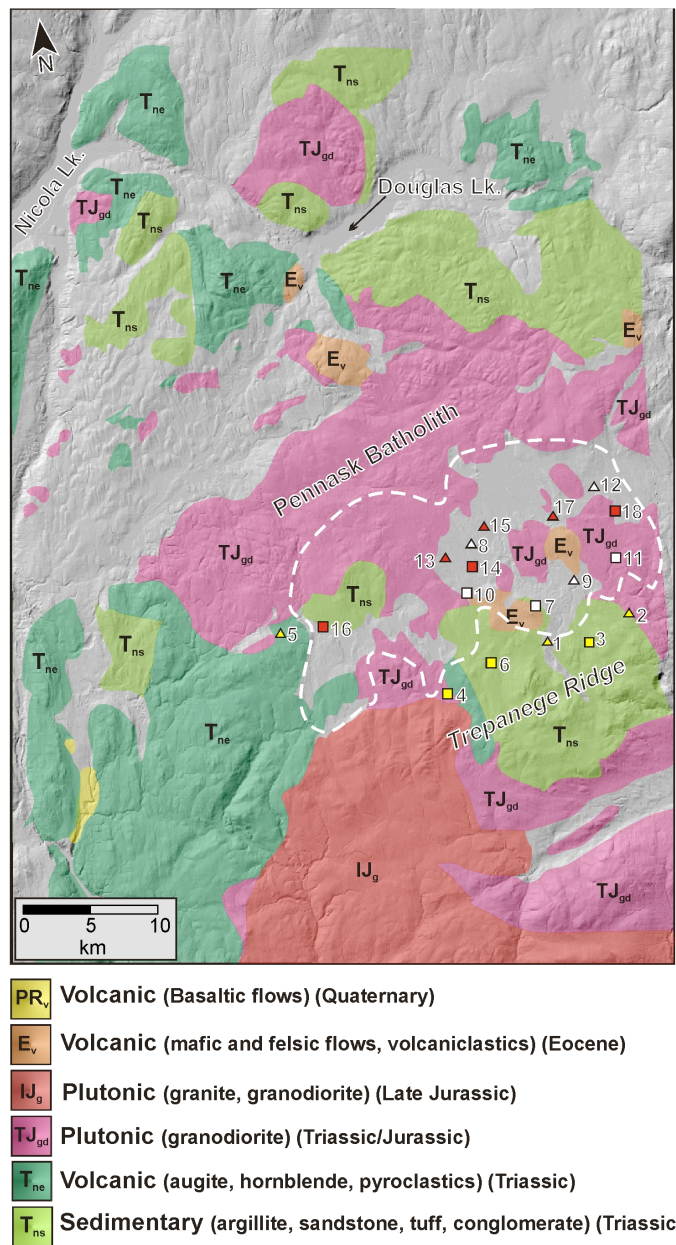 N
Tns
Tne
TJgd
Tne
Nicola Lk.
Tne
TJgd
Tns
Tns
Douglas Lk.
Tne
Tne
Ev
Tns
Tns
Ev
Ev
TJgd
Pennask Batholith
12
17
18
15
8
TJgd
Ev
TJgd
13
14
11
TJgd
9
10
7
Tns
Ev
2
16
5
1
3
Tns
Tne
6
TJgd
4
Trepanege Ridge
Tne
Tns
TJgd
IJg
TJgd
0 5 10
km
PRv Volcanic (Basaltic flows) (Quaternary)
Ev Volcanic (mafic and felsic flows, volcaniclastics) (Eocene)
IJg Plutonic (granite, granodiorite) (Late Jurassic)
TJgd Plutonic (granodiorite) (Triassic/Jurassic)
Tne Volcanic (augite, hornblende, pyroclastics) (Triassic)
Tns Sedimentary (argillite, sandstone, tuff, conglomerate) (Triassic